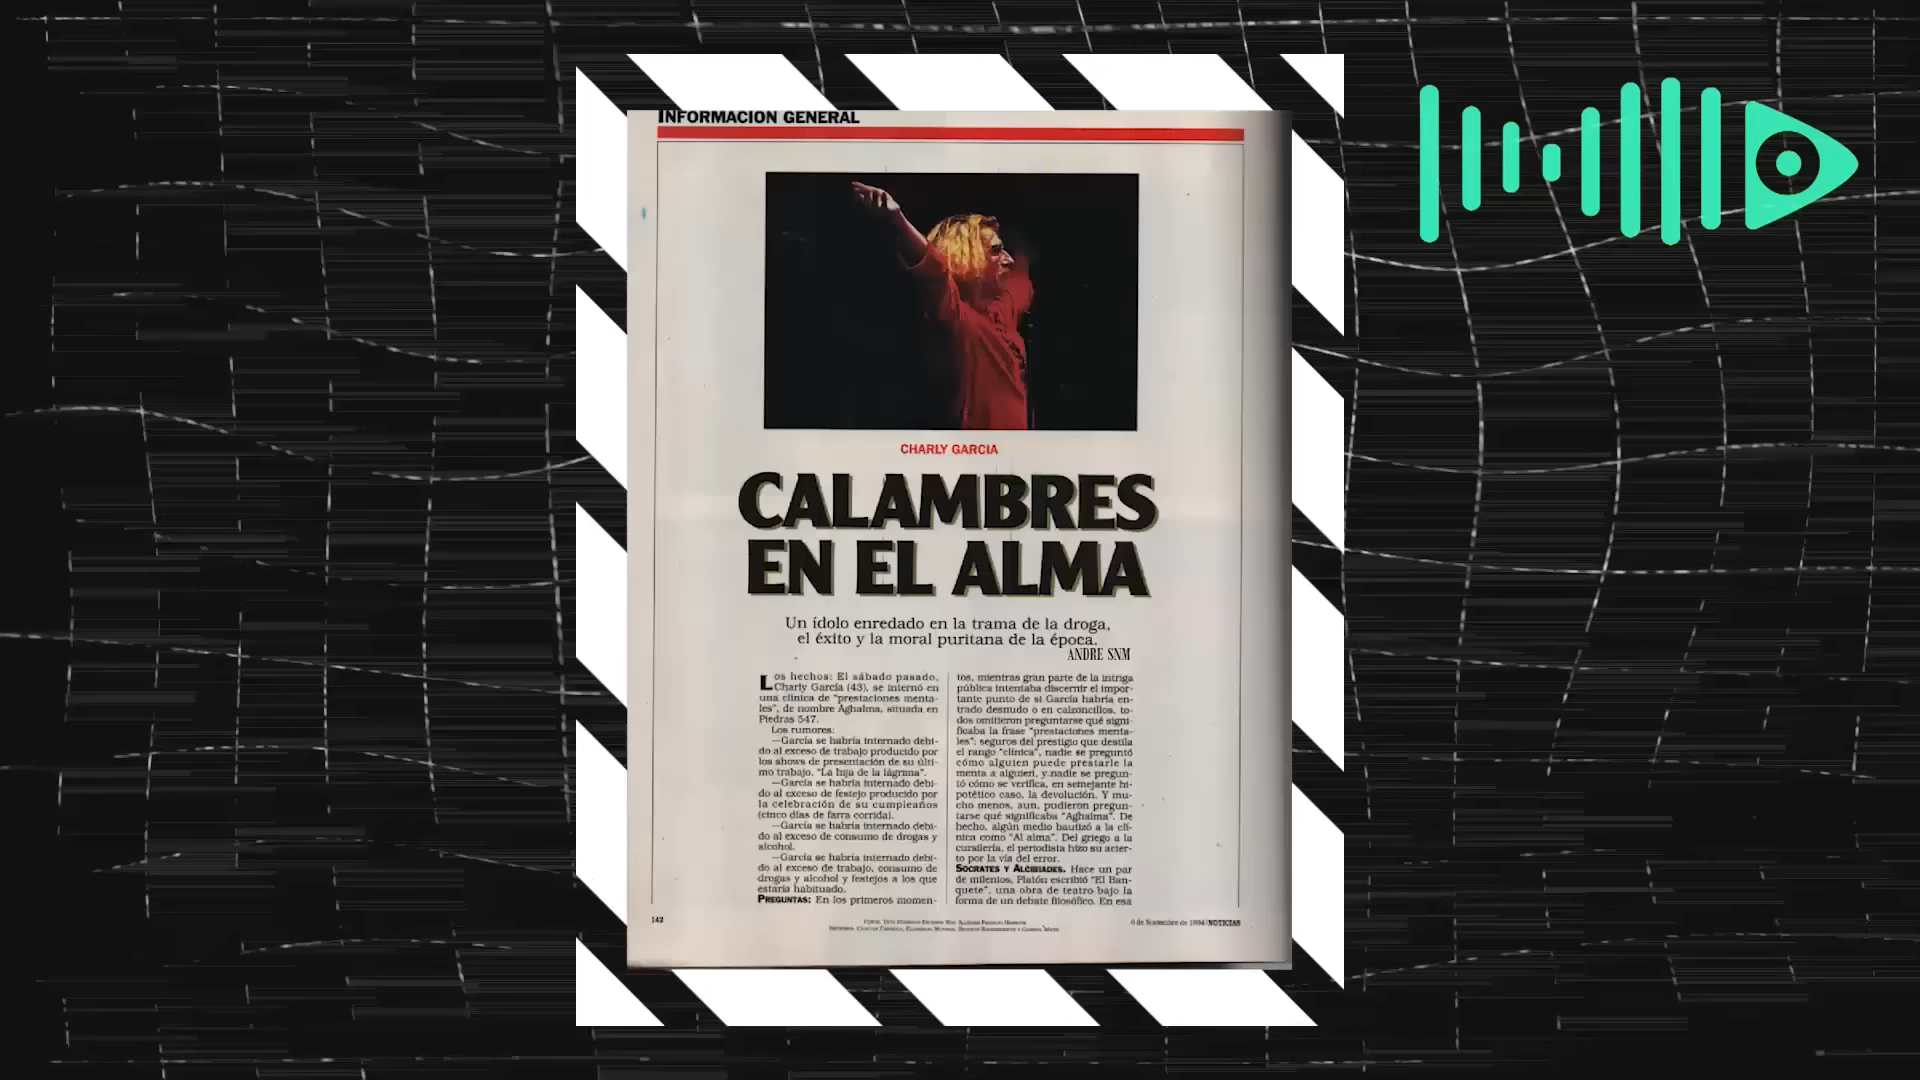 INFORMACION GENERAL
CHARLY GARCIA
CALAMBRES
EN EL ALMA
Un ídolo enredado en la trama de la droga,
el éxito y la moral puritana de la época.
ANDRE SNM
Los hechos: El sábado pasado,
Charly García (43), se internó en
una clínica de "prestaciones menta-
les", de nombre Aghalma, situada en
Piedras 547.
Los rumores:
—García se habría internado debi-
do al exceso de trabajo producido por
los shows de presentación de su últi-
mo trabajo, "La hija de la lágrima".
—García se habría internado debi-
do al exceso de festejo producido por
la celebración de su cumpleaños
(cinco días de farra corrida).
—García se habría internado debi-
do al exceso de consumo de drogas y
alcohol.
—García se habría internado debi-
do al exceso de trabajo, consumo de
drogas y alcohol y festejos a los que
estaría habituado.
PREGUNTAS: En los primeros momen-
tos, mientras gran parte de la intriga
pública intentaba discernir el impor-
tante punto de si García habría en-
trado desnudo o en calzoncillos, to-
dos omitieron preguntarse qué signi-
ficaba la frase "prestaciones menta-
les"; seguros del prestigio que destila
el rango "clínica", nadie se preguntó
cómo alguien puede prestarle la
menta a alguien, y nadie se pregun-
tó cómo se verifica, en semejante hi-
potético caso, la devolución. Y mu-
cho menos, aun, pudieron pregun-
tarse qué significaba "Aghalma". De
hecho, algún medio bautizó a la clí-
nica como "Al alma". Del griego a la
cursilería, el periodista hizo su acier-
to por la vía del error.
SOCRATES Y ALCIBIADES. Hace un par
de milenios, Platón escribió "El Ban-
quete", una obra de teatro bajo la
forma de un debate filosófico. En esa
142
6 de Noviembre de 1994/NOTICIAS